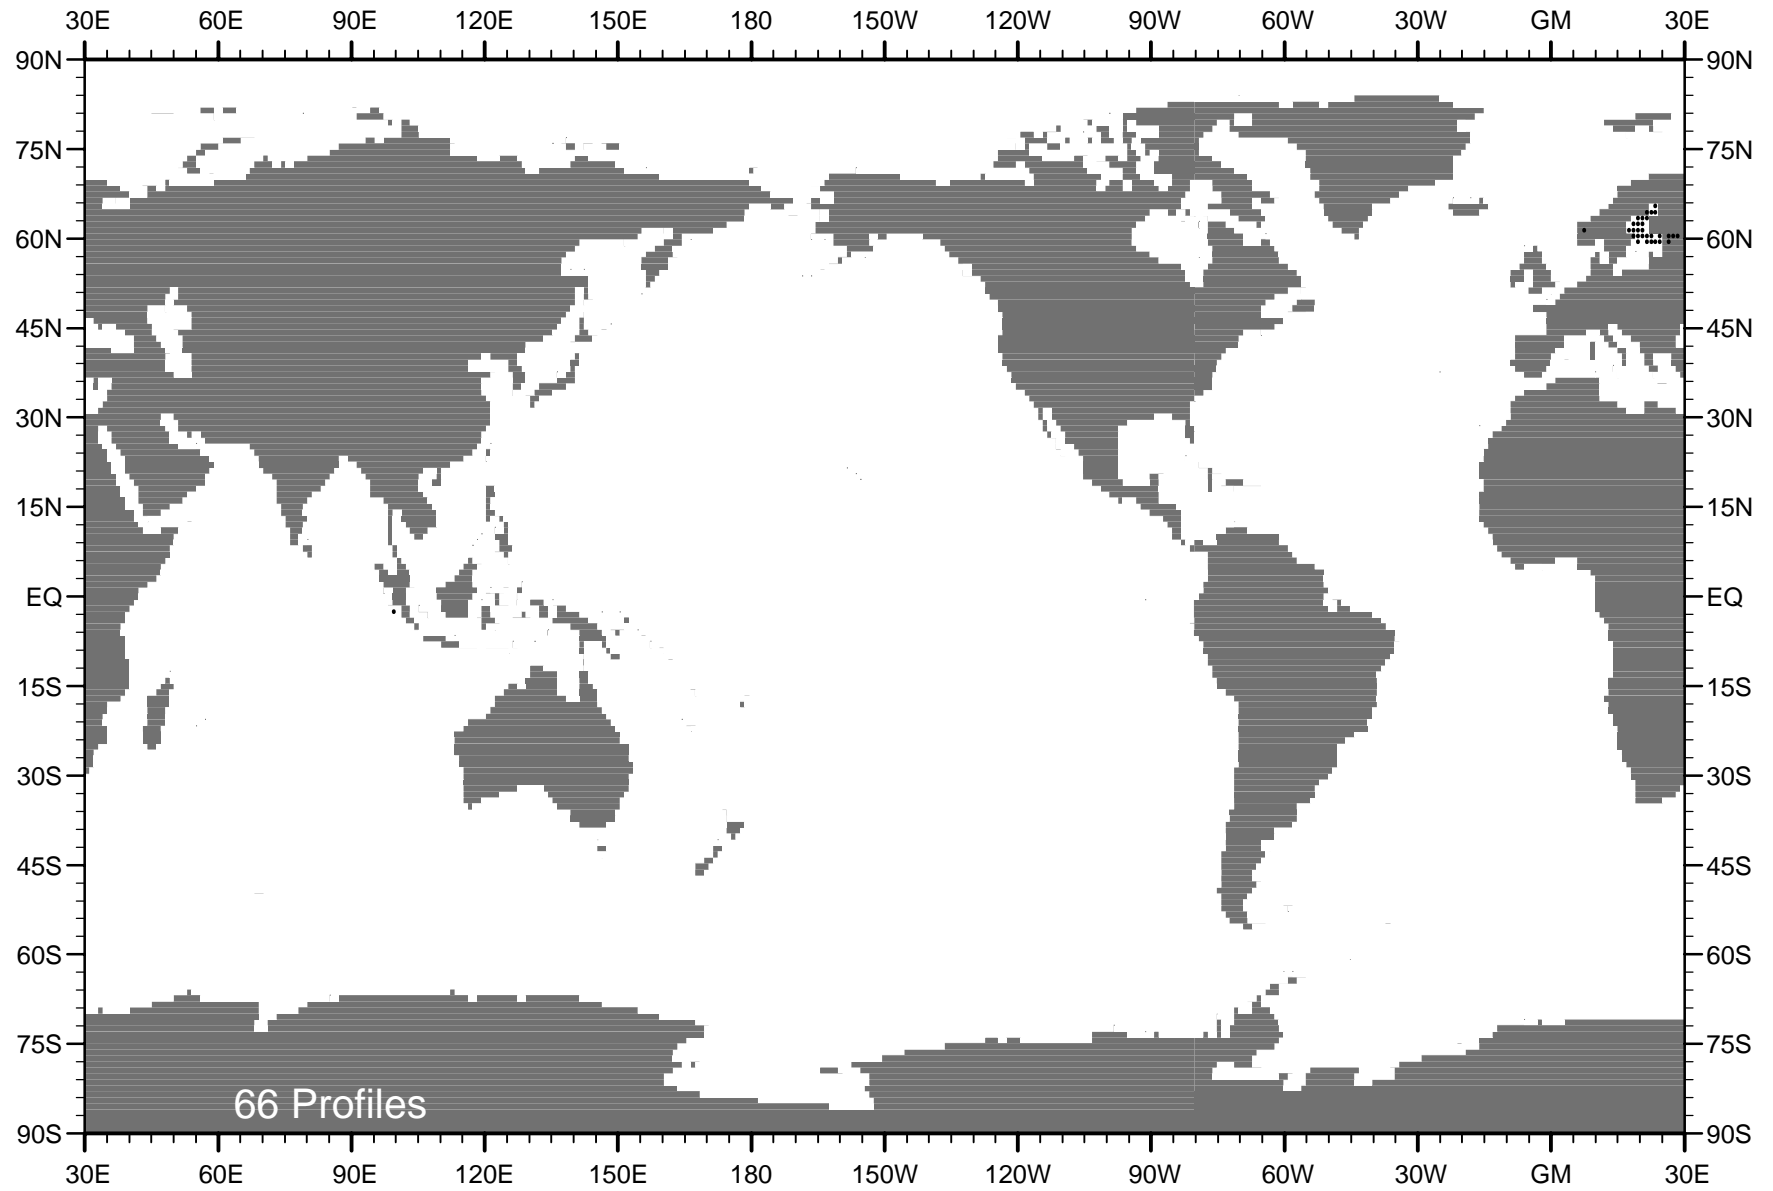 30E 60E 90E 120E 150E 180 150W 120W 90W 60W 30W GM 30E
90N 90N
75N 75N
60N 60N
45N 45N
30N 30N
15N 15N
EQ EQ
15S 15S
30S 30S
45S 45S
60S 60S
75S 75S
66 Profiles
90S 90S
30E 60E 90E 120E 150E 180 150W 120W 90W 60W 30W GM 30E